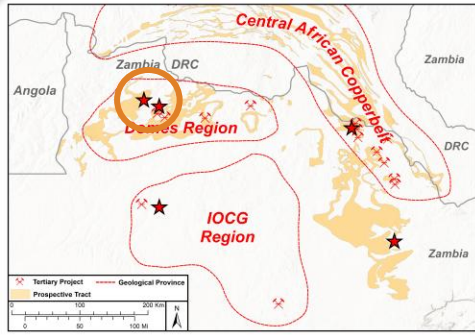 Central African Copperbelt
Zambia
DRC
Zambia
Angola
DRC
Domes Region
IOCG
Region
Zambia
Tertiary Project
Geological Province
Prospective Tract
0 100 200 Km
0 50 100 Mi
N